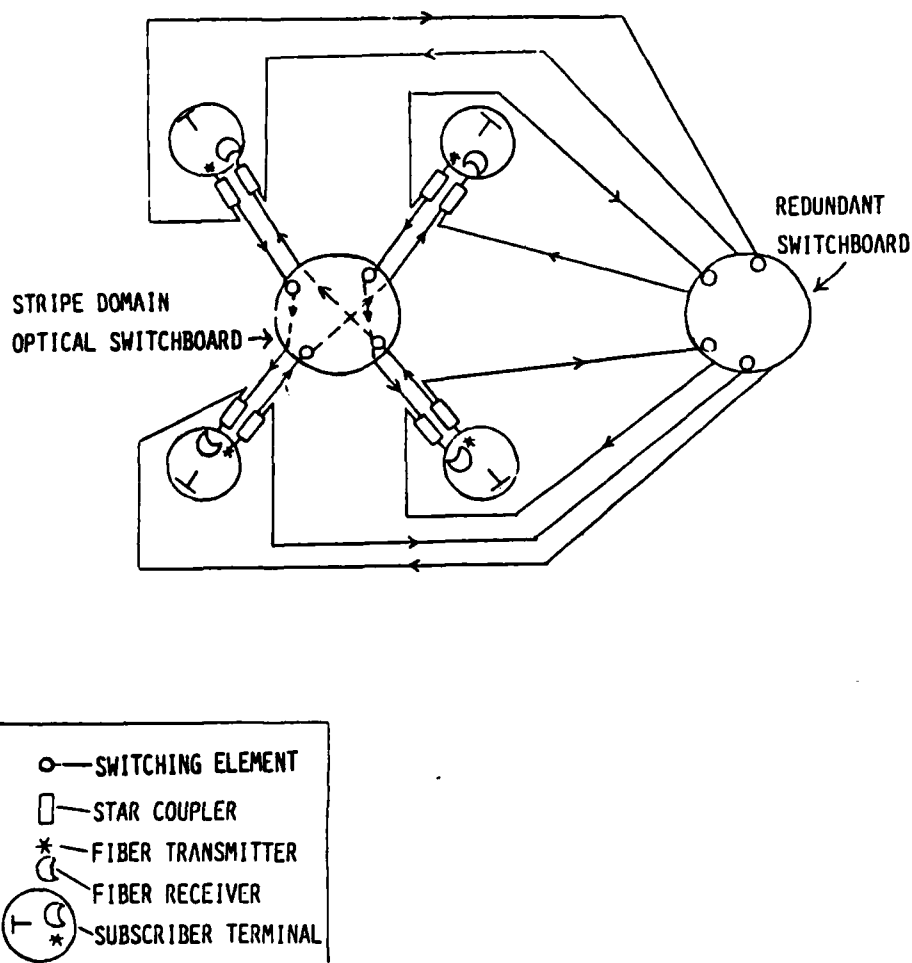 REDUNDANT
SWITCHBOARD
STRIPE DOMAIN
OPTICAL SWITCHBOARD
SWITCHING ELEMENT
STAR COUPLER
FIBER TRANSMITTER
FIBER RECEIVER
SUBSCRIBER TERMINAL